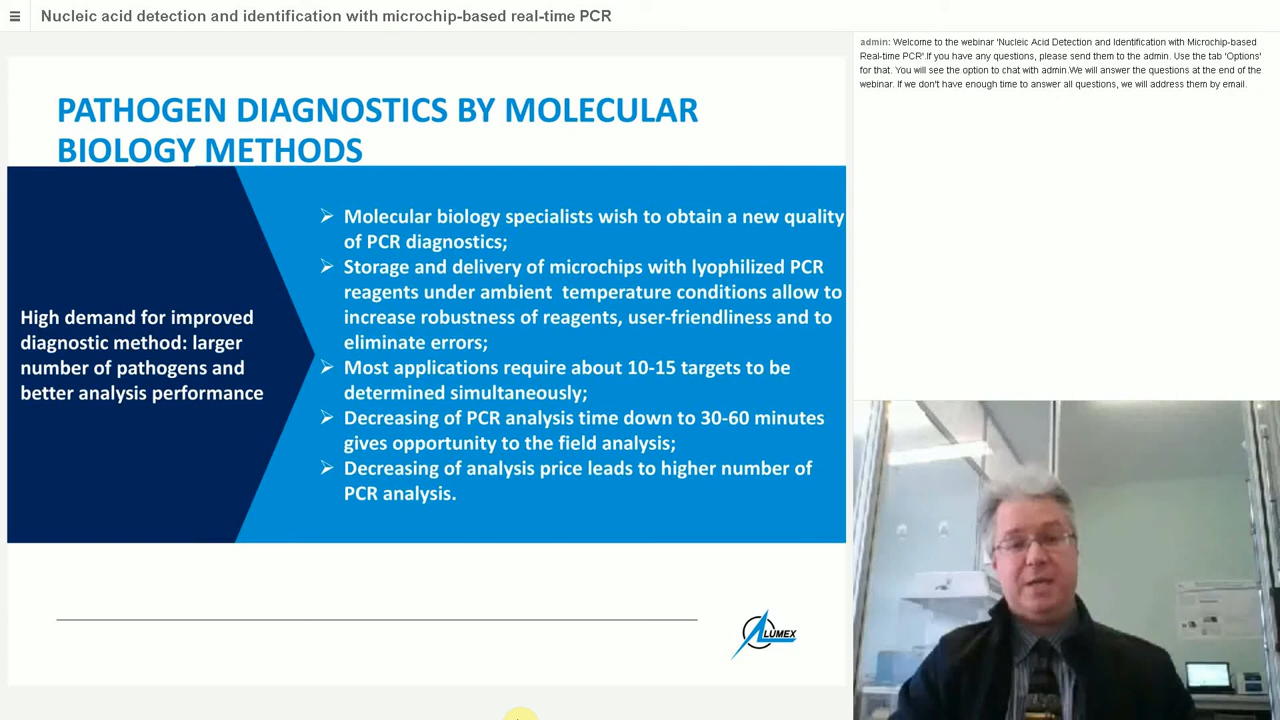 Nucleic acid detection and identification with microchip-based real-time PCR
admin: Welcome to the webinar 'Nucleic Acid Detection and Identification with Microchip-based
Real-time PCR'.If you have any questions, please send them to the admin. Use the tab 'Options'
for that. You will see the option to chat with admin.We will answer the questions at the end of the
webinar. If we don't have enough time to answer all questions, we will address them by email.
PATHOGEN DIAGNOSTICS BY MOLECULAR
BIOLOGY METHODS
High demand for improved
diagnostic method: larger
number of pathogens and
better analysis performance
Molecular biology specialists wish to obtain a new quality
of PCR diagnostics;
Storage and delivery of microchips with lyophilized PCR
reagents under ambient temperature conditions allow to
increase robustness of reagents, user-friendliness and to
eliminate errors;
Most applications require about 10-15 targets to be
determined simultaneously;
Decreasing of PCR analysis time down to 30-60 minutes
gives opportunity to the field analysis;
Decreasing of analysis price leads to higher number of
PCR analysis.
LUMEX